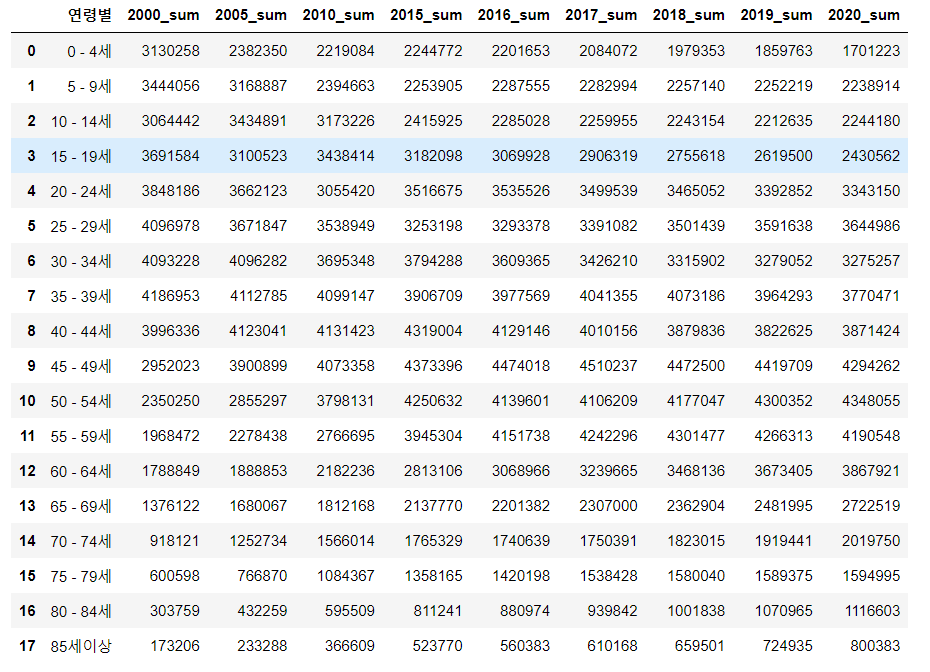 연령별 2000_sum 2005_sum 2010_sum 2015_sum 2016_sum 2017_sum 2018_sum 2019_sum 2020_sum
0 0 - 4세 3130258 2382350 2219084 2244772 2201653 2084072 1979353 1859763 1701223
1 5 - 9세 3444056 3168887 2394663 2253905 2287555 2282994 2257140 2252219 2238914
2 10 - 14세 3064442 3434891 3173226 2415925 2285028 2259955 2243154 2212635 2244180
3 15 - 19세 3691584 3100523 3438414 3182098 3069928 2906319 2755618 2619500 2430562
4 20 - 24세 3848186 3662123 3055420 3516675 3535526 3499539 3465052 3392852 3343150
5 25 - 29세 4096978 3671847 3538949 3253198 3293378 3391082 3501439 3591638 3644986
6 30 - 34세 4093228 4096282 3695348 3794288 3609365 3426210 3315902 3279052 3275257
7 35 - 39세 4186953 4112785 4099147 3906709 3977569 4041355 4073186 3964293 3770471
8 40 - 44세 3996336 4123041 4131423 4319004 4129146 4010156 3879836 3822625 3871424
9 45 - 49세 2952023 3900899 4073358 4373396 4474018 4510237 4472500 4419709 4294262
10 50 - 54세 2350250 2855297 3798131 4250632 4139601 4106209 4177047 4300352 4348055
11 55 - 59세 1968472 2278438 2766695 3945304 4151738 4242296 4301477 4266313 4190548
12 60 - 64세 1788849 1888853 2182236 2813106 3068966 3239665 3468136 3673405 3867921
13 65 - 69세 1376122 1680067 1812168 2137770 2201382 2307000 2362904 2481995 2722519
14 70 - 74세 918121 1252734 1566014 1765329 1740639 1750391 1823015 1919441 2019750
15 75 - 79세 600598 766870 1084367 1358165 1420198 1538428 1580040 1589375 1594995
16 80 - 84세 303759 432259 595509 811241 880974 939842 1001838 1070965 1116603
17 85세이상 173206 233288 366609 523770 560383 610168 659501 724935 800383